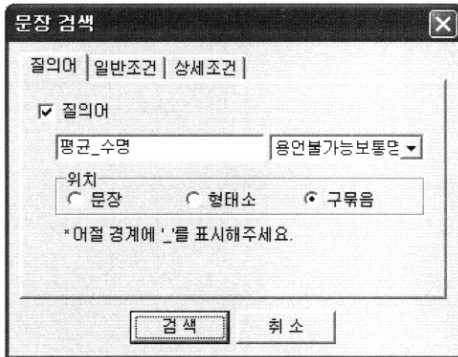 문장 검색
질의어 일반조건 상세조건
질의어
평균_수명 용언불가능보통명
위치
문장 형태소 구묶음
*어절 경계에 '_'를 표시해주세요.
검색 취소